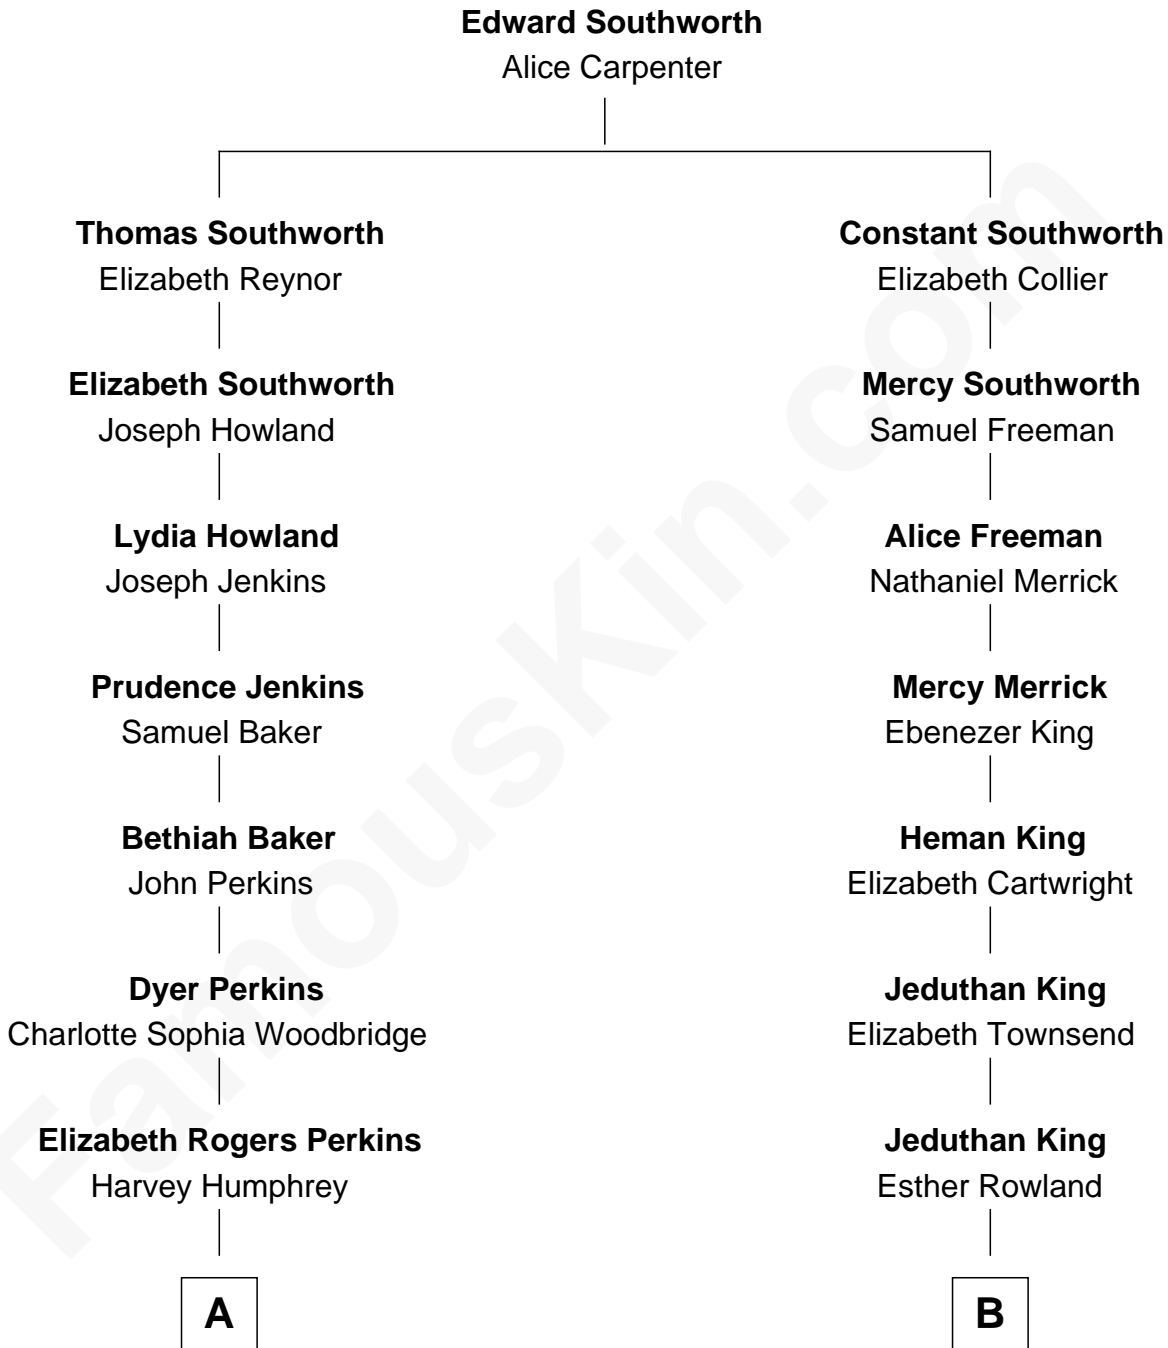 Edward Southworth
Alice Carpenter
Thomas Southworth
Elizabeth Reynor
Constant Southworth
Elizabeth Collier
Elizabeth Southworth
Joseph Howland
Mercy Southworth
Samuel Freeman
Lydia Howland
Joseph Jenkins
Alice Freeman
Nathaniel Merrick
Prudence Jenkins
Samuel Baker
Mercy Merrick
Ebenezer King
Bethiah Baker
John Perkins
Heman King
Elizabeth Cartwright
Dyer Perkins
Charlotte Sophia Woodbridge
Jeduthan King
Elizabeth Townsend
Elizabeth Rogers Perkins
Harvey Humphrey
Jeduthan King
Esther Rowland
A
B
FamousKin.com